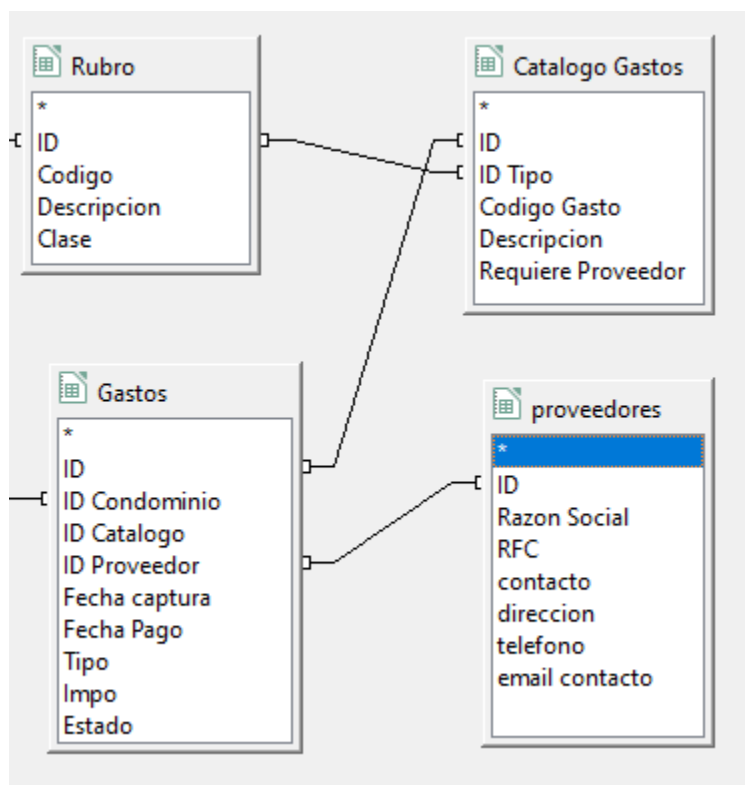 Rubro
*
ID
Codigo
Descripcion
Clase
Catalogo Gastos
*
ID
ID Tipo
Codigo Gasto
Descripcion
Requiere Proveedor
Gastos
*
ID
ID Condominio
ID Catalogo
ID Proveedor
Fecha captura
Fecha Pago
Tipo
Impo
Estado
proveedores
*
ID
Razon Social
RFC
contacto
direccion
telefono
email contacto